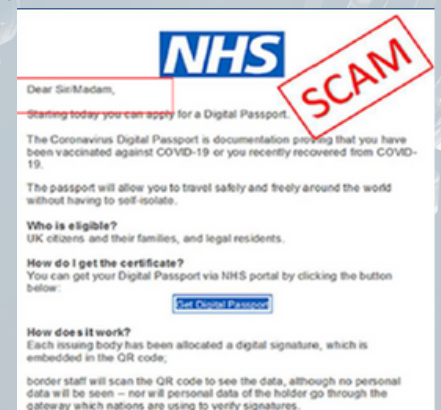 NHS
SCAM
Dear Sir/Madam,
Starting today you can apply for a Digital Passport.
The Coronavirus Digital Passport is documentation proving that you have
been vaccinated against COVID-19 or you recently recovered from COVID-
19.
The passport will allow you to travel safely and freely around the world
without having to self-isolate.
Who is eligible?
UK citizens and their families, and legal residents.
How do I get the certificate?
You can get your Digital Passport via NHS portal by clicking the button
below:
Get Digital Passport
How does it work?
Each issuing body has been allocated a digital signature, which is
embedded in the QR code;
border staff will scan the QR code to see the data, although no personal
data will be seen – nor will personal data of the holder go through the
gateway which nations are using to verify signatures.